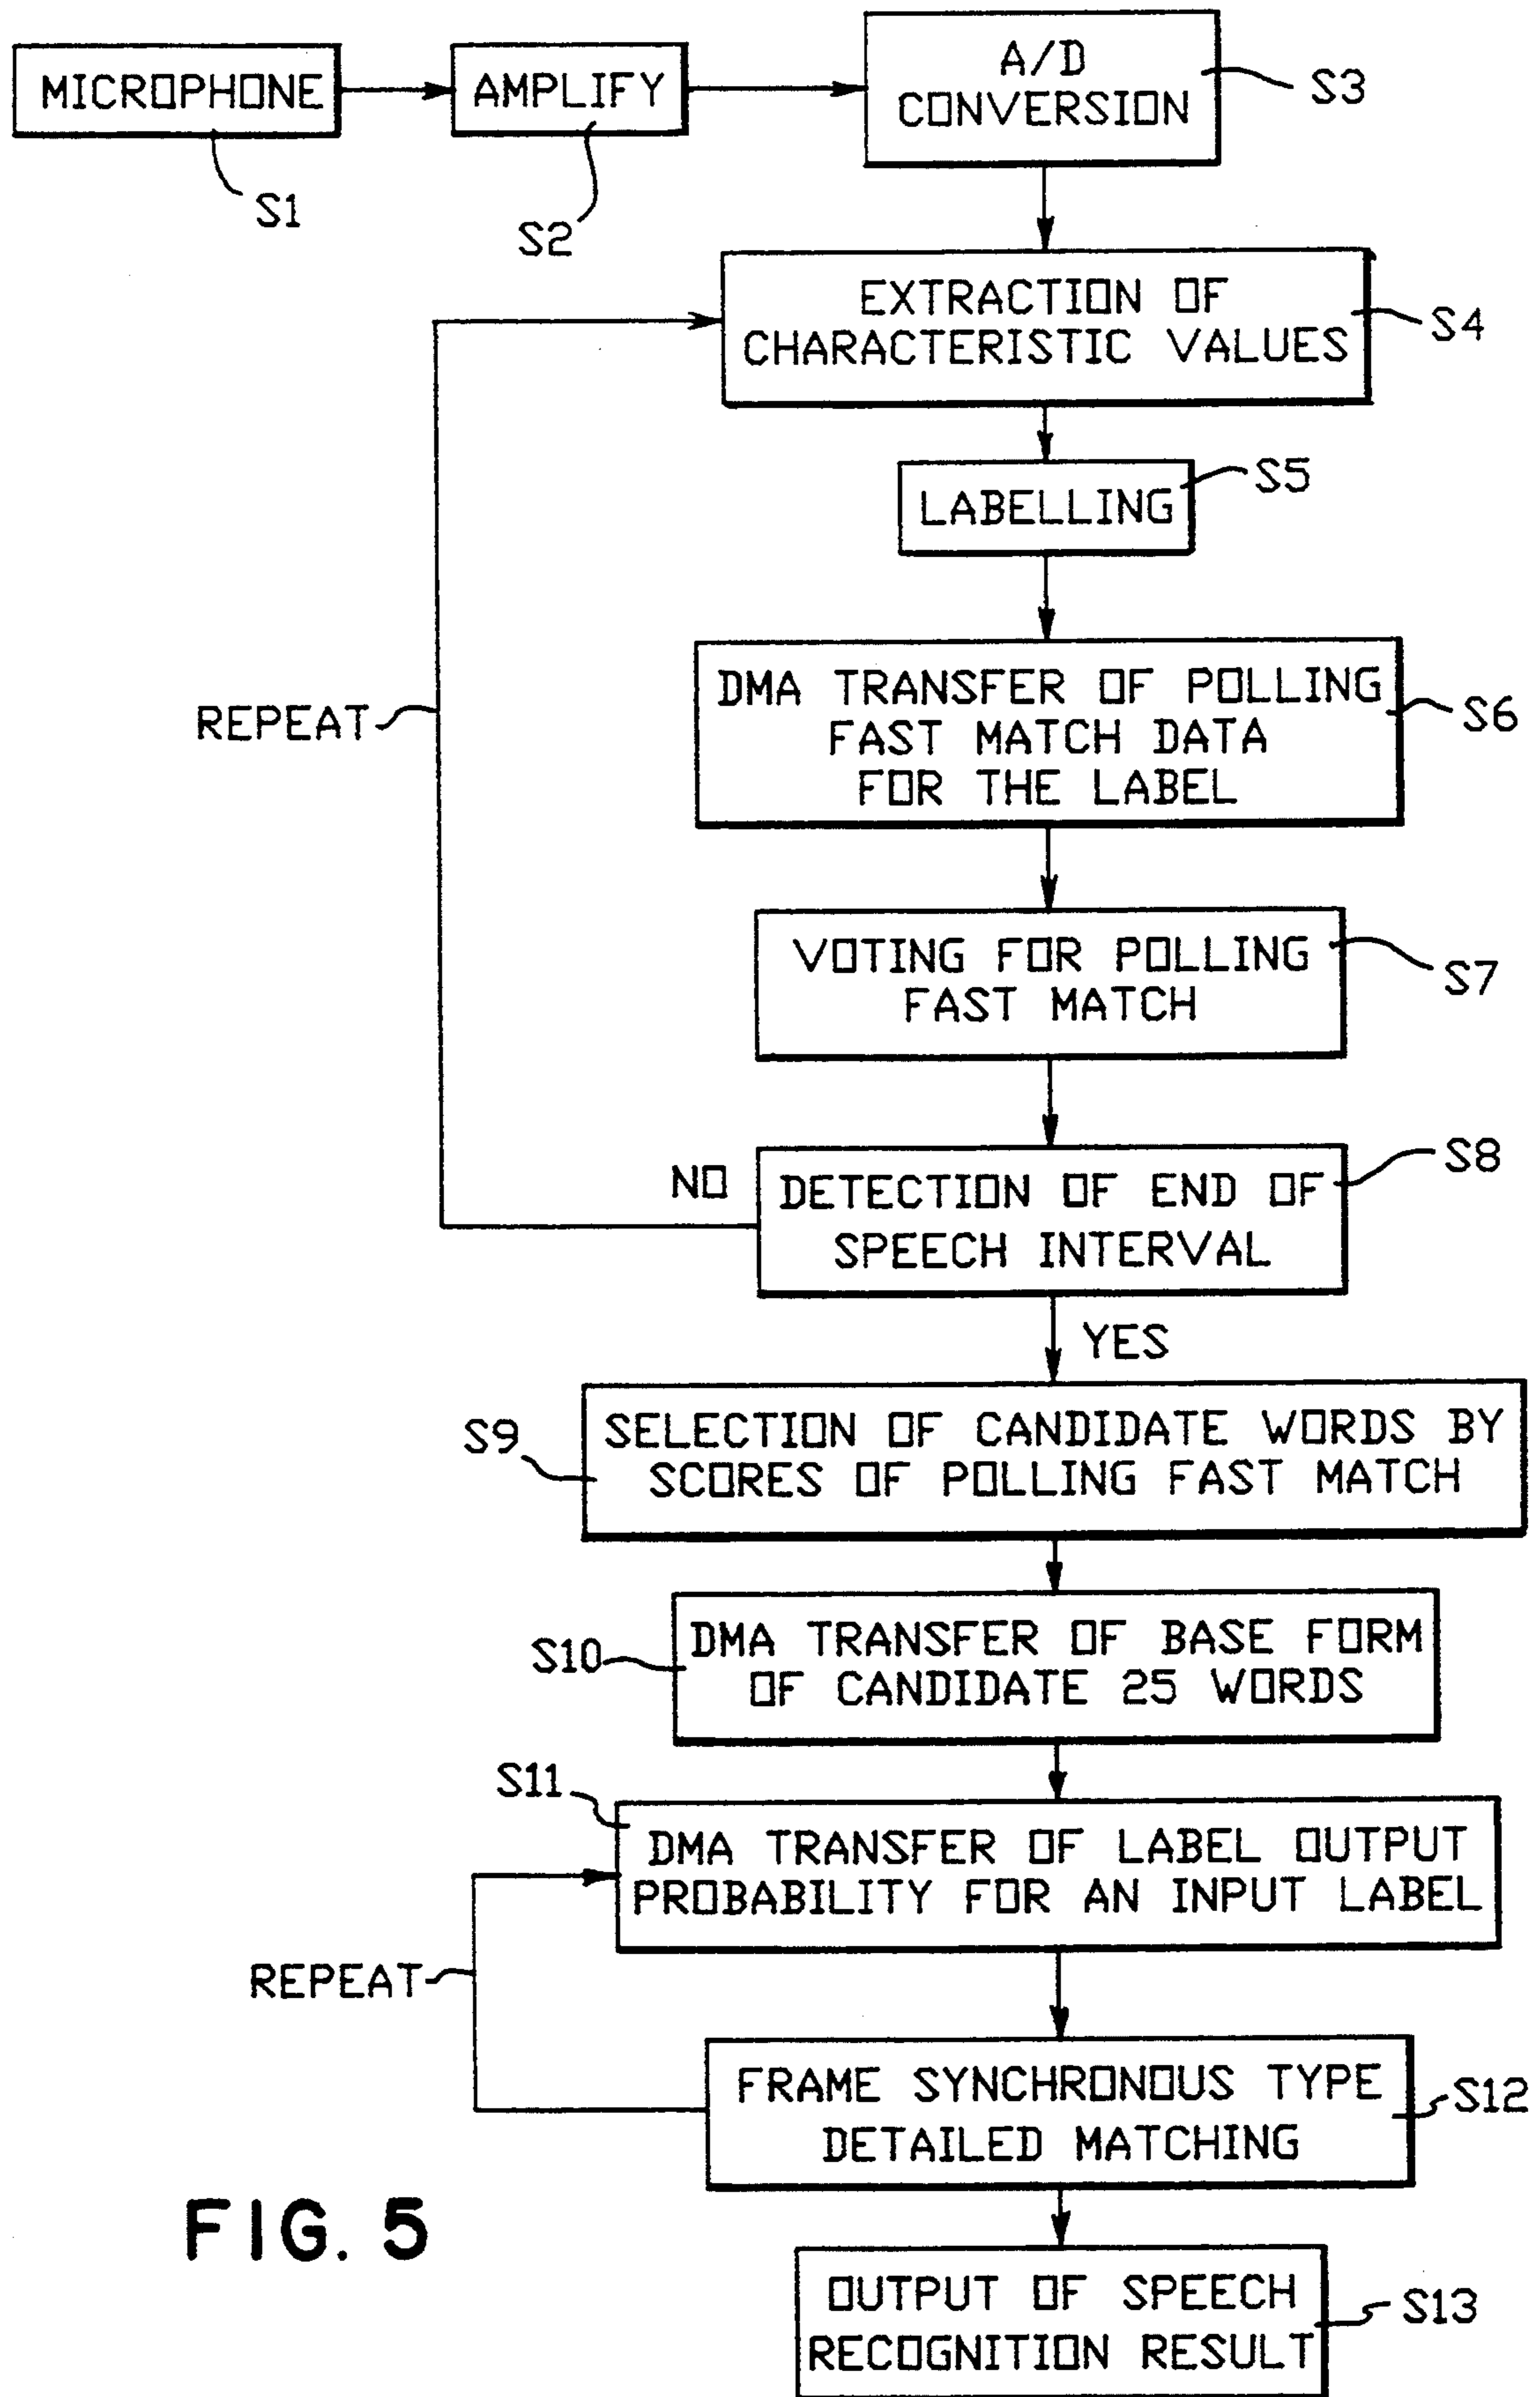 MICROPHONE
S1
AMPLIFY
S2
A/D
CONVERSION
S3
EXTRACTION OF
CHARACTERISTIC VALUES
S4
LABELLING
S5
DMA TRANSFER OF POLLING
FAST MATCH DATA
FOR THE LABEL
S6
REPEAT
VOTING FOR POLLING
FAST MATCH
S7
NO
DETECTION OF END OF
SPEECH INTERVAL
S8
YES
S9
SELECTION OF CANDIDATE WORDS BY
SCORES OF POLLING FAST MATCH
S10
DMA TRANSFER OF BASE FORM
OF CANDIDATE 25 WORDS
S11
DMA TRANSFER OF LABEL OUTPUT
PROBABILITY FOR AN INPUT LABEL
REPEAT
FRAME SYNCHRONOUS TYPE
DETAILED MATCHING
S12
OUTPUT OF SPEECH
RECOGNITION RESULT
S13
FIG. 5